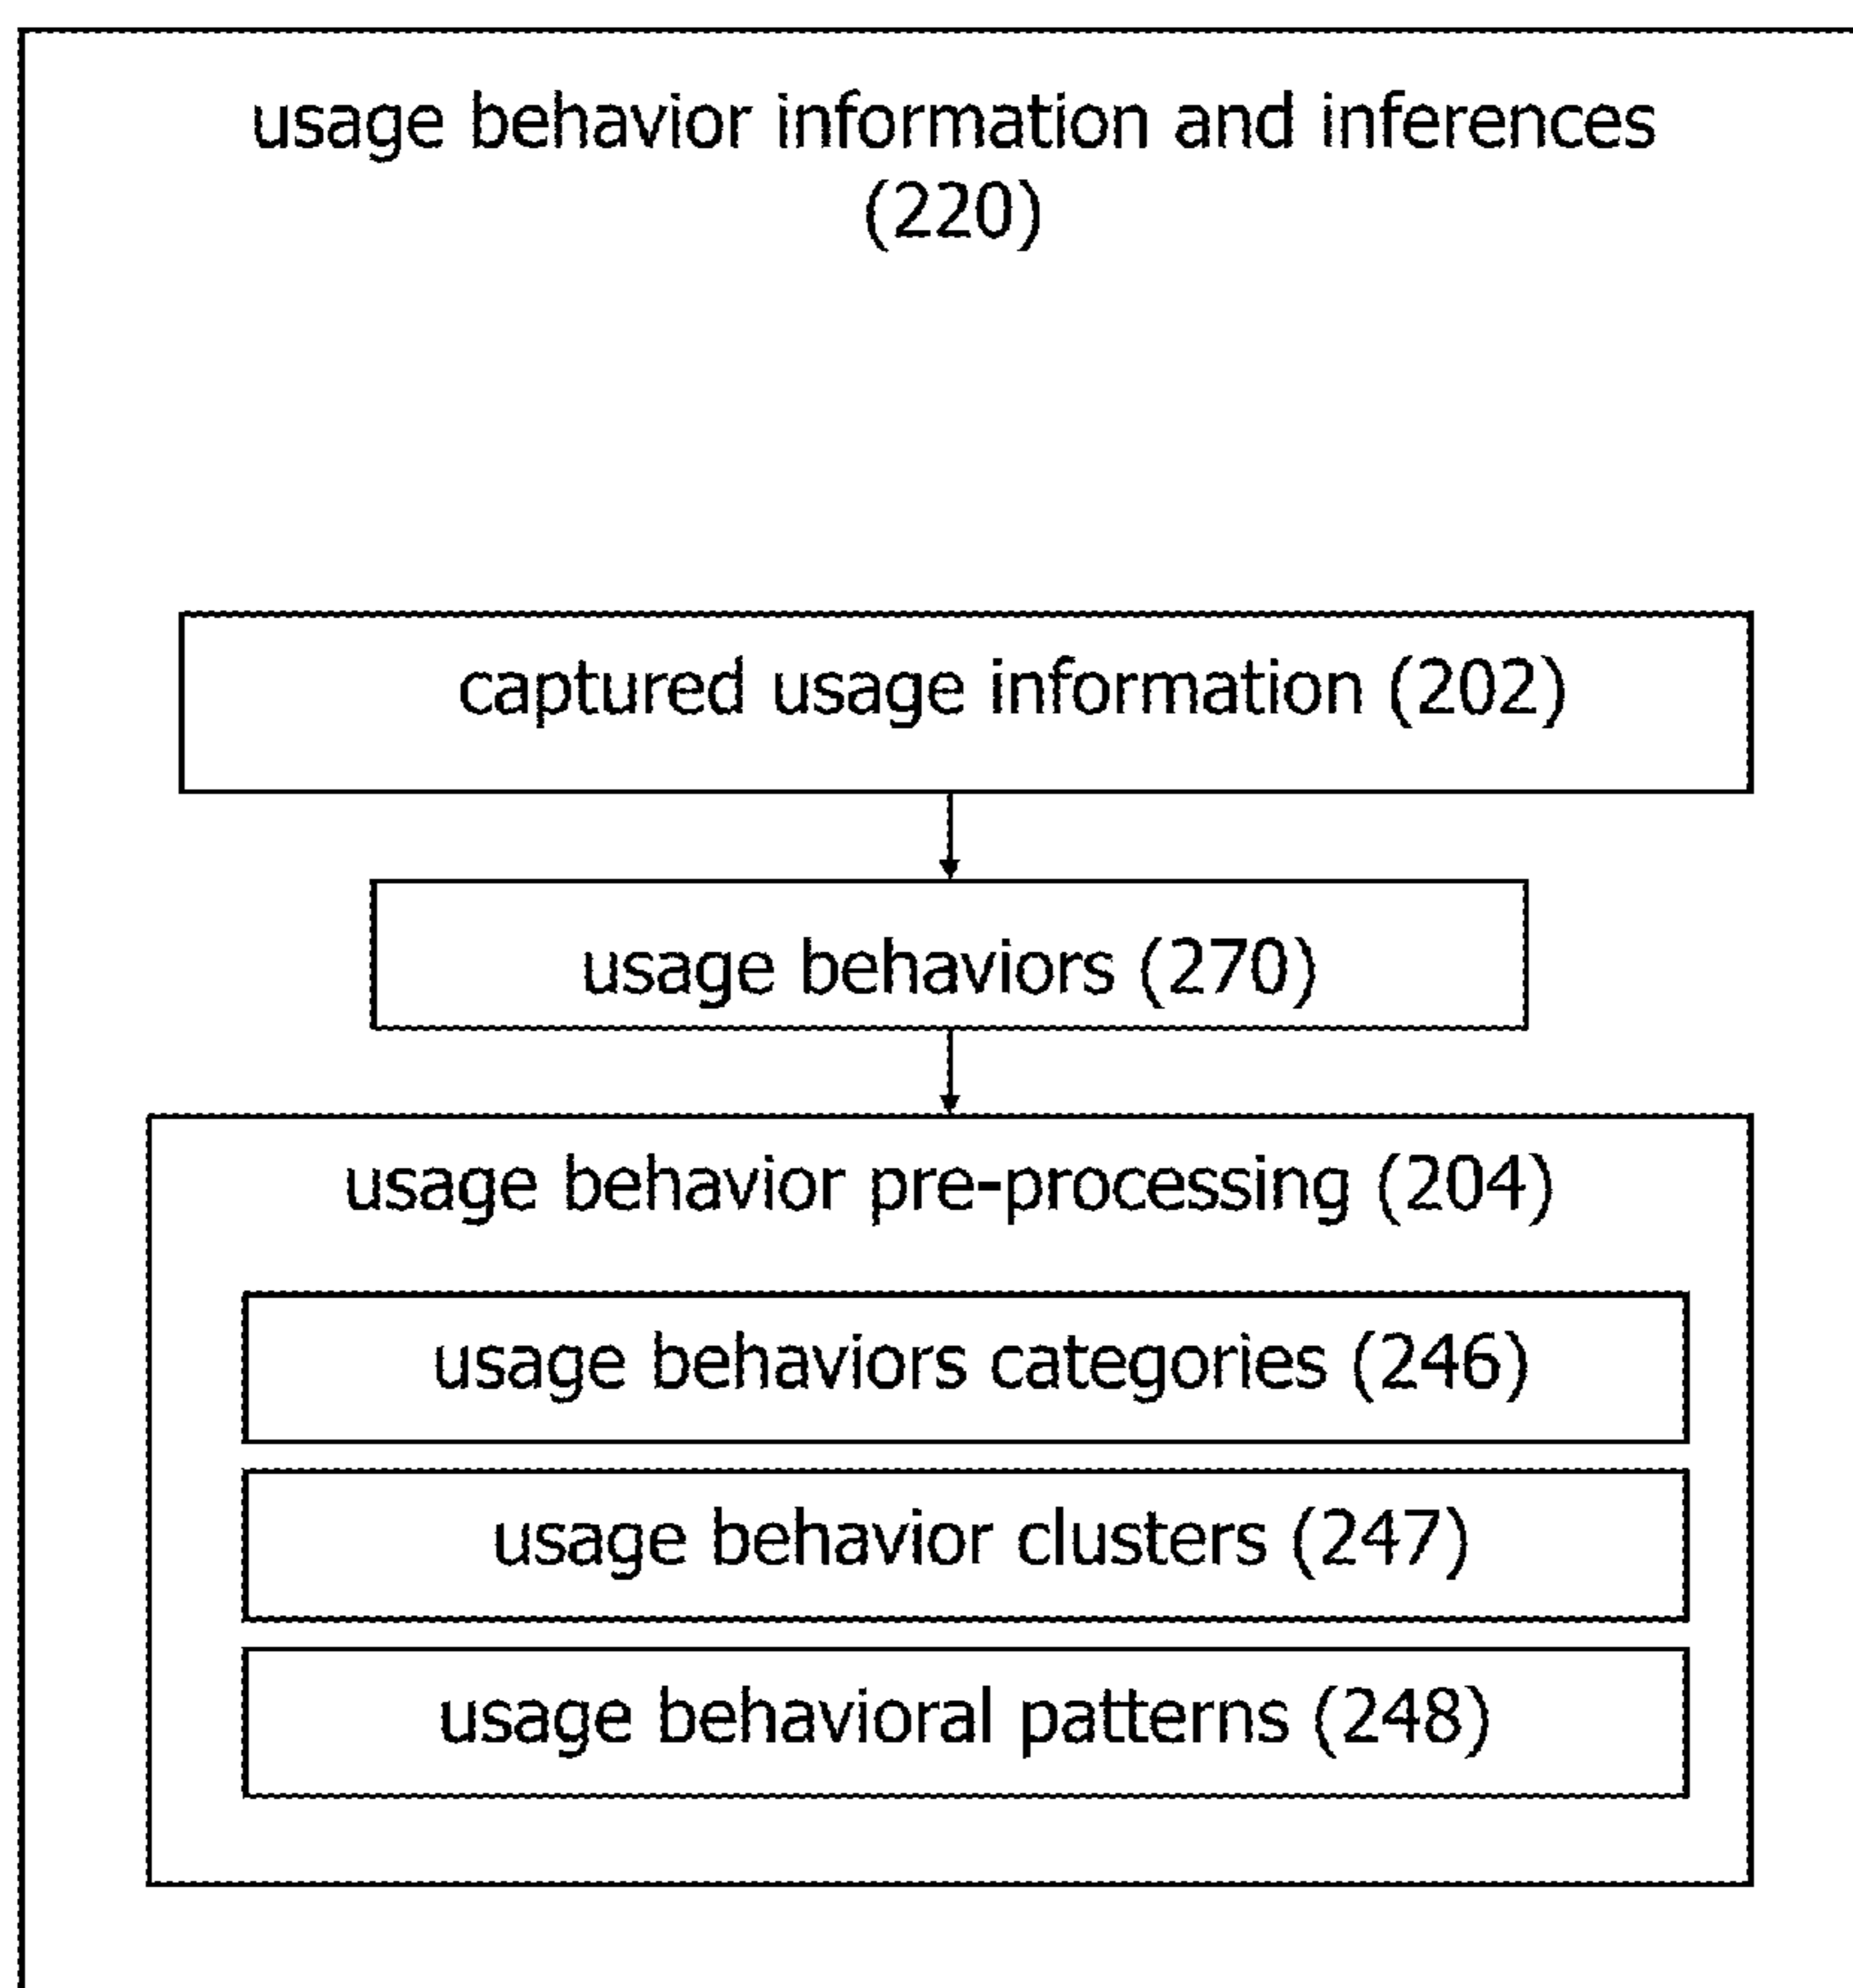 usage behavior information and inferences
(220)
captured usage information (202)
usage behaviors (270)
usage behavior pre-processing (204)
usage behaviors categories (246)
usage behavior clusters (247)
usage behavioral patterns (248)